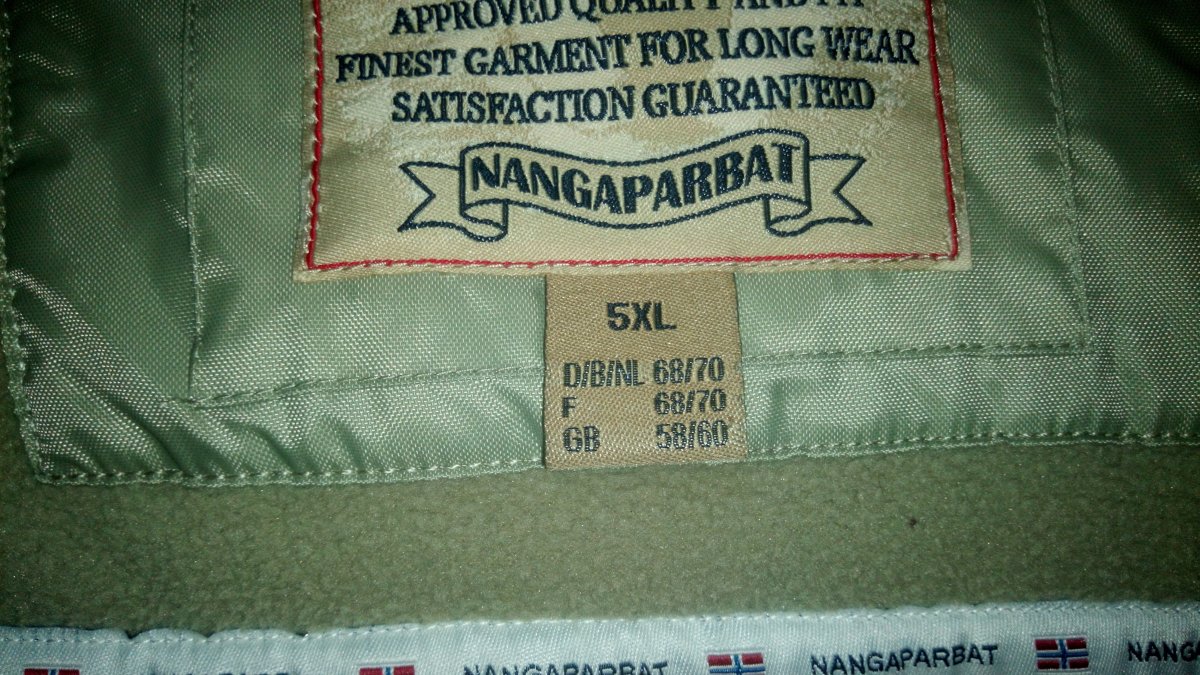 APPROVED QUALITY AND FIT
FINEST GARMENT FOR LONG WEAR
SATISFACTION GUARANTEED
NANGAPARBAT
5XL
D/B/NL 68/70
F 68/70
GB 58/60
NANGAPARBAT NANGAPARBAT NANGA